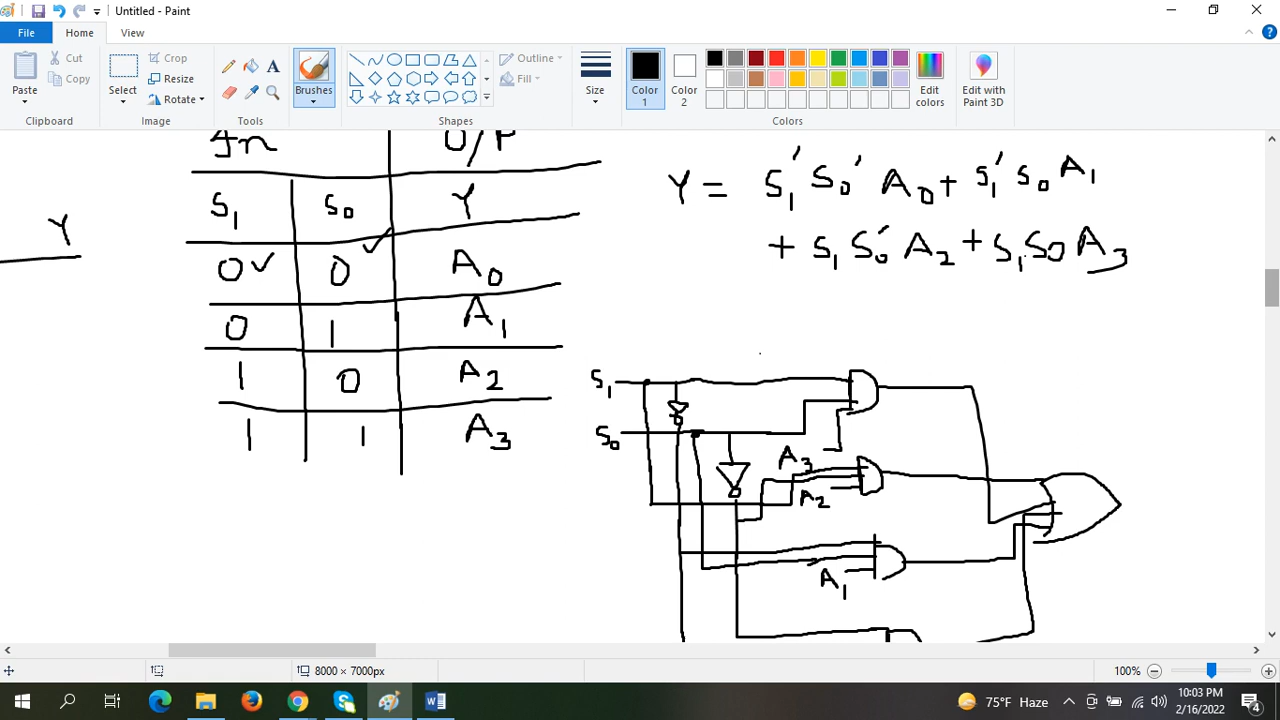 Untitled - Paint
File Home View
Paste
Cut
Copy
Clipboard
Select
Crop
Resize
Rotate
Image
Tools
Brushes
Shapes
Outline
Fill
Size
Color 1
Color 2
Colors
Edit colors
Edit with Paint 3D
O/P
S₁ S₀ Y
0 ✓ 0 ✓ A₀
0 1 A₁
1 0 A₂
1 1 A₃
Y
Y = S₁' S₀' A₀ + S₁' S₀ A₁
+ S₁ S₀' A₂ + S₁ S₀ A₃
S₁
S₀
A₃
A₂
A₁
8000 × 7000px
100%
75°F Haze
10:03 PM
2/16/2022
4